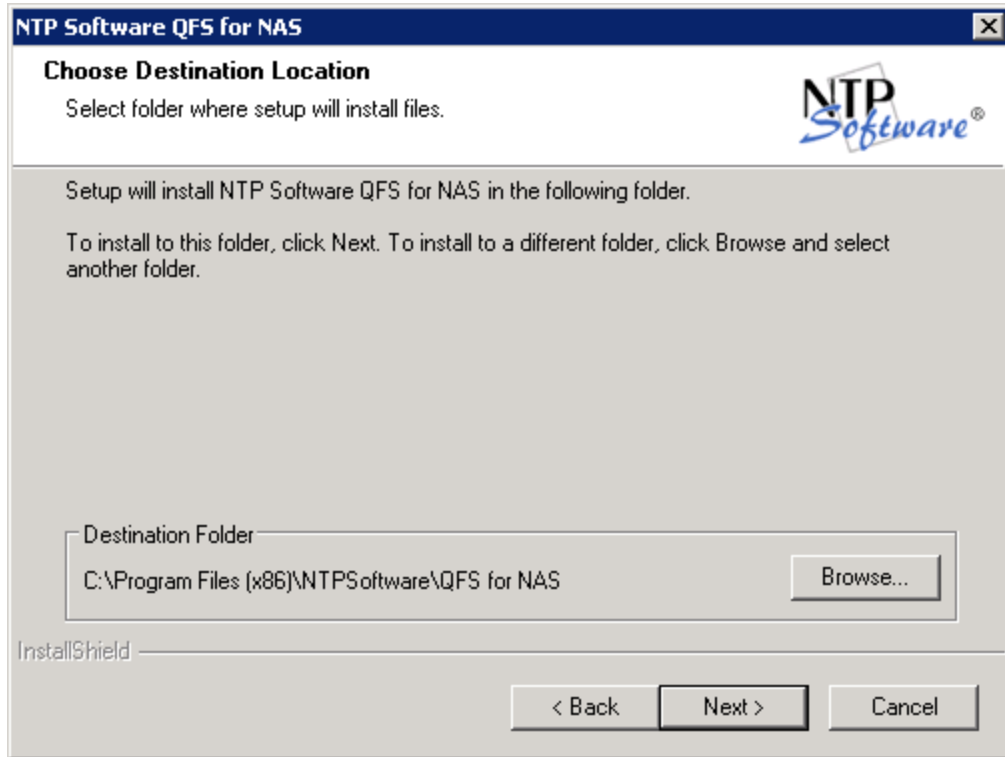 NTP Software QFS for NAS
Choose Destination Location
Select folder where setup will install files.
NTP
Software®
Setup will install NTP Software QFS for NAS in the following folder.
To install to this folder, click Next. To install to a different folder, click Browse and select
another folder.
Destination Folder
C:\Program Files (x86)\NTPSoftware\QFS for NAS
Browse...
InstallShield
< Back
Next >
Cancel